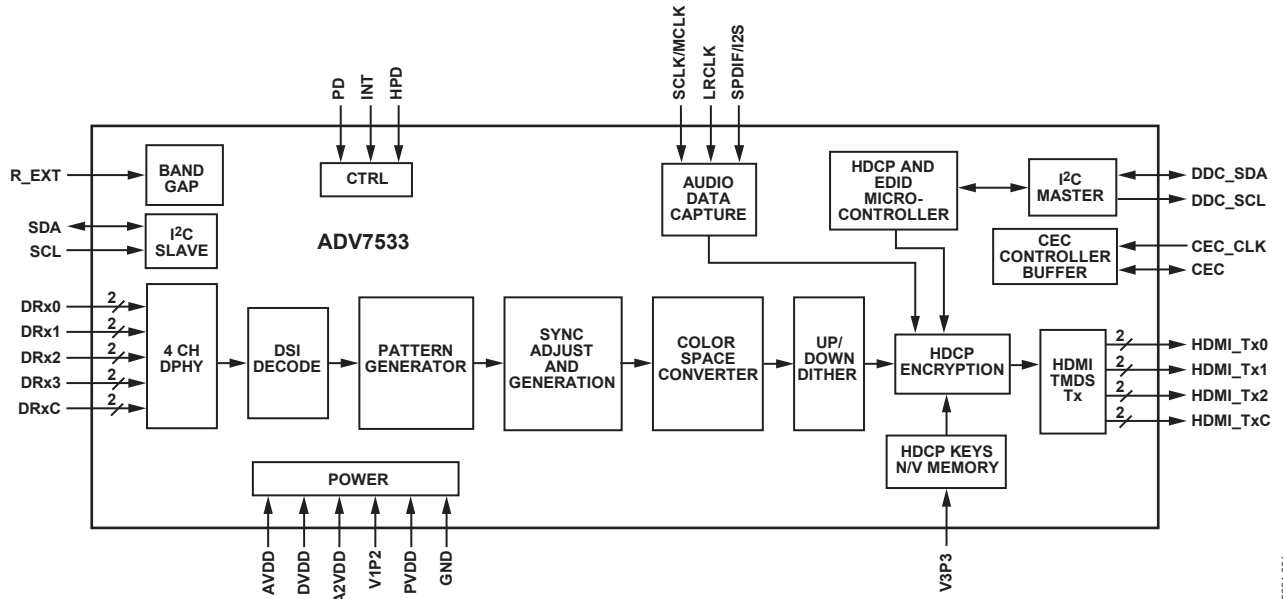 PD
INT
HPD
SCLK/MCLK
LRCLK
SPDIF/I2S
R_EXT
BAND
GAP
CTRL
AUDIO
DATA
CAPTURE
HDCP AND
EDID
MICRO-
CONTROLLER
I2C
MASTER
DDC_SDA
DDC_SCL
SDA
SCL
I2C
SLAVE
ADV7533
CEC
CONTROLLER
BUFFER
CEC_CLK
CEC
DRx0
DRx1
DRx2
DRx3
DRxC
2
2
2
2
2
4 CH
DPHY
DSI
DECODE
PATTERN
GENERATOR
SYNC
ADJUST
AND
GENERATION
COLOR
SPACE
CONVERTER
UP/
DOWN
DITHER
HDCP
ENCRYPTION
HDMI
TMDS
Tx
2
2
2
2
HDMI_Tx0
HDMI_Tx1
HDMI_Tx2
HDMI_TxC
POWER
HDCP KEYS
N/V MEMORY
AVDD
DVDD
A2VDD
V1P2
PVDD
GND
V3P3